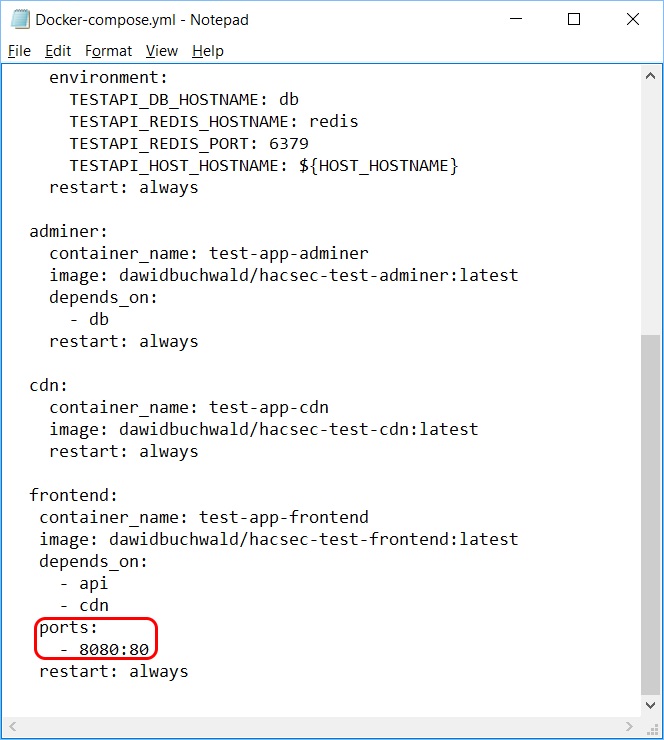 Docker-compose.yml - Notepad
File Edit Format View Help
environment:
TESTAPI_DB_HOSTNAME: db
TESTAPI_REDIS_HOSTNAME: redis
TESTAPI_REDIS_PORT: 6379
TESTAPI_HOST_HOSTNAME: ${HOST_HOSTNAME}
restart: always
adminer:
container_name: test-app-adminer
image: dawidbuchwald/hacsec-test-adminer:latest
depends_on:
- db
restart: always
cdn:
container_name: test-app-cdn
image: dawidbuchwald/hacsec-test-cdn:latest
restart: always
frontend:
container_name: test-app-frontend
image: dawidbuchwald/hacsec-test-frontend:latest
depends_on:
- api
- cdn
ports:
- 8080:80
restart: always